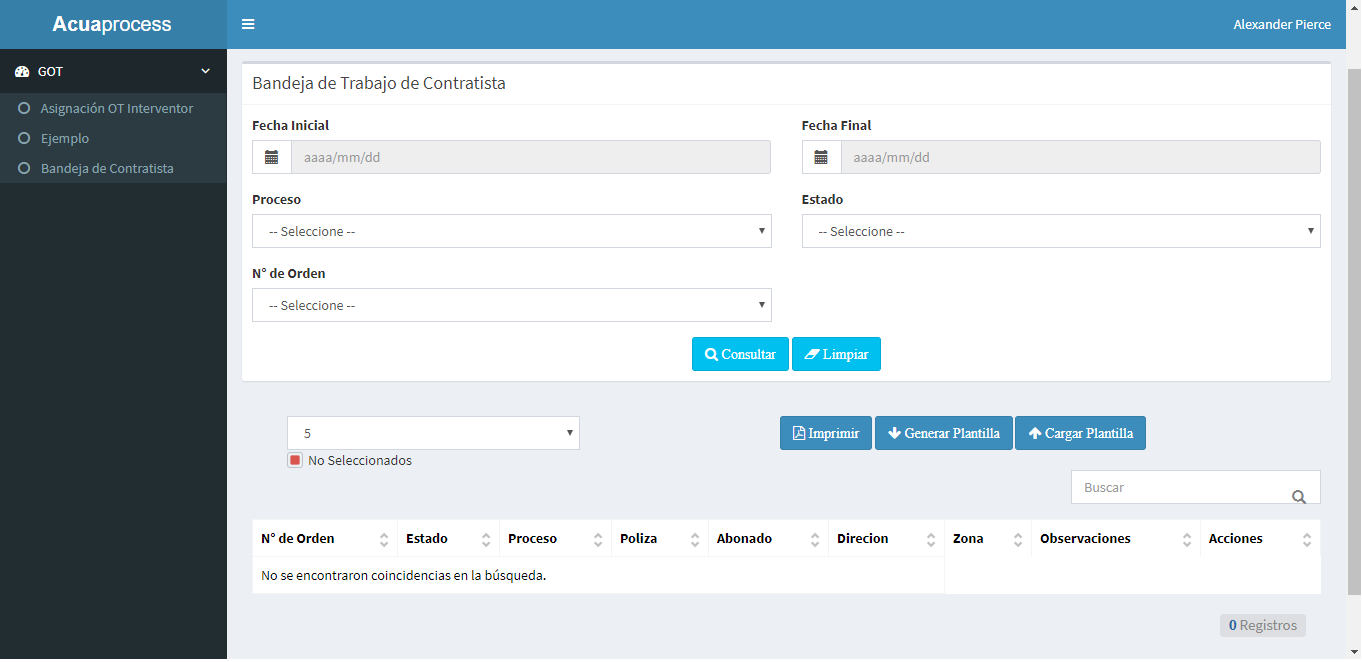 Acuaprocess
Alexander Pierce
GOT
Asignación OT Interventor
Ejemplo
Bandeja de Contratista
Bandeja de Trabajo de Contratista
Fecha Inicial
Fecha Final
aaaa/mm/dd
aaaa/mm/dd
Proceso
Estado
-- Seleccione --
-- Seleccione --
N° de Orden
-- Seleccione --
Consultar
Limpiar
5
Imprimir
Generar Plantilla
Cargar Plantilla
No Seleccionados
Buscar
N° de Orden Estado Proceso Poliza Abonado Direcion Zona Observaciones Acciones
No se encontraron coincidencias en la búsqueda.
0 Registros